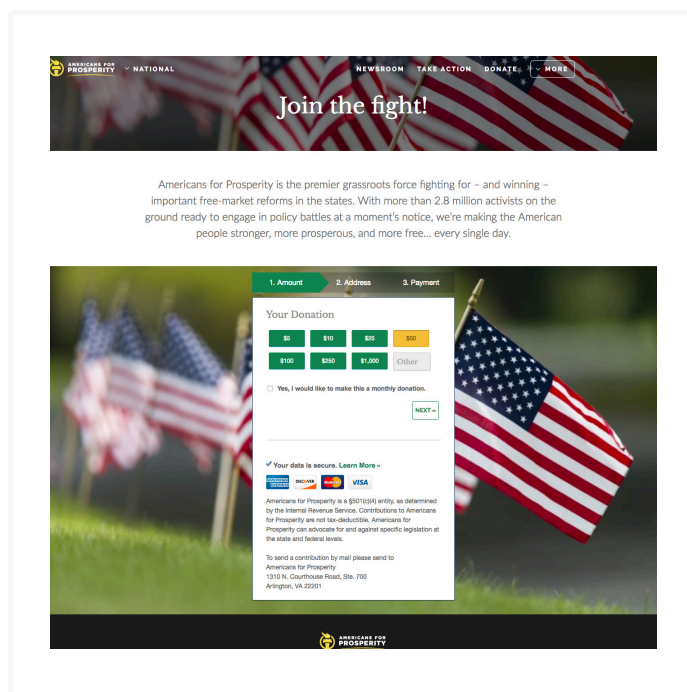 AMERICANS FOR
PROSPERITY
NATIONAL
NEWSROOM TAKE ACTION DONATE MORE
Join the fight!
Americans for Prosperity is the premier grassroots force fighting for – and winning –
important free-market reforms in the states. With more than 2.8 million activists on the
ground ready to engage in policy battles at a moment's notice, we're making the American
people stronger, more prosperous, and more free... every single day.
1. Amount 2. Address 3. Payment
Your Donation
$5 $10 $25 $50
$100 $250 $1,000 Other
Yes, I would like to make this a monthly donation.
NEXT »
Your data is secure. Learn More »
AMERICAN EXPRESS DISCOVER MasterCard VISA
Americans for Prosperity is a §501(c)(4) entity, as determined
by the Internal Revenue Service. Contributions to Americans
for Prosperity are not tax-deductible. Americans for
Prosperity can advocate for and against specific legislation at
the state and federal levels.
To send a contribution by mail please send to
Americans for Prosperity
1310 N. Courthouse Road, Ste. 700
Arlington, VA 22201
AMERICANS FOR
PROSPERITY